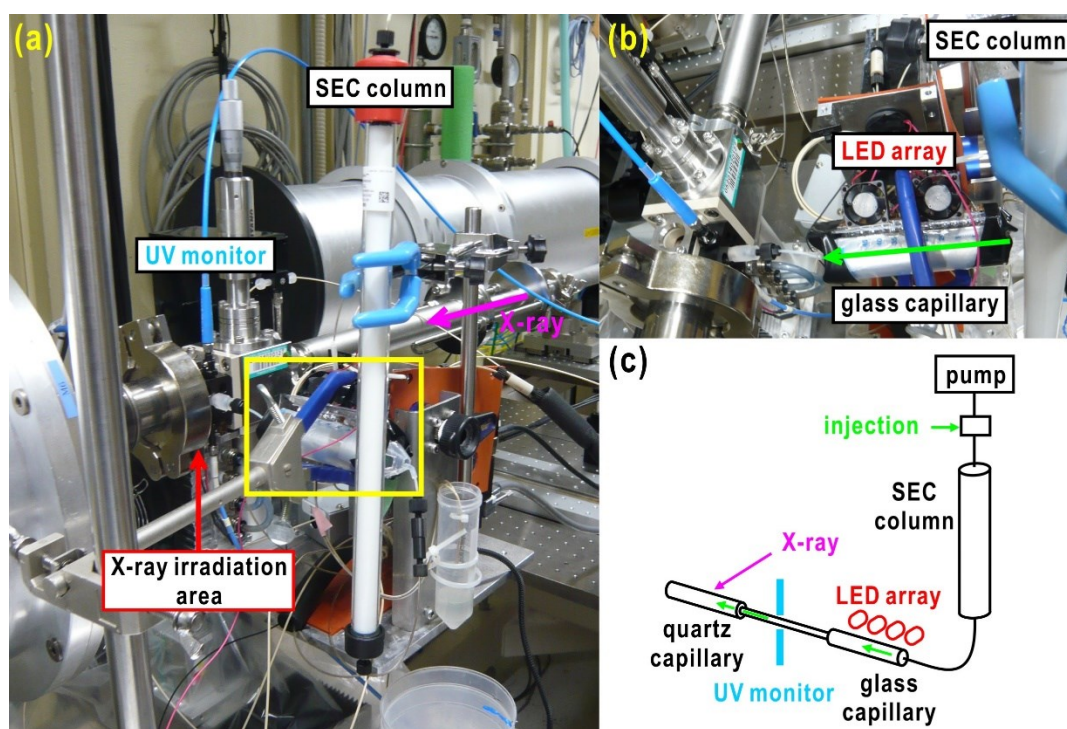 (a)
SEC column
UV monitor
X-ray
X-ray irradiation
area
(b)
SEC column
LED array
glass capillary
(c)
pump
injection
SEC
column
X-ray
LED array
quartz
capillary
UV monitor
glass
capillary